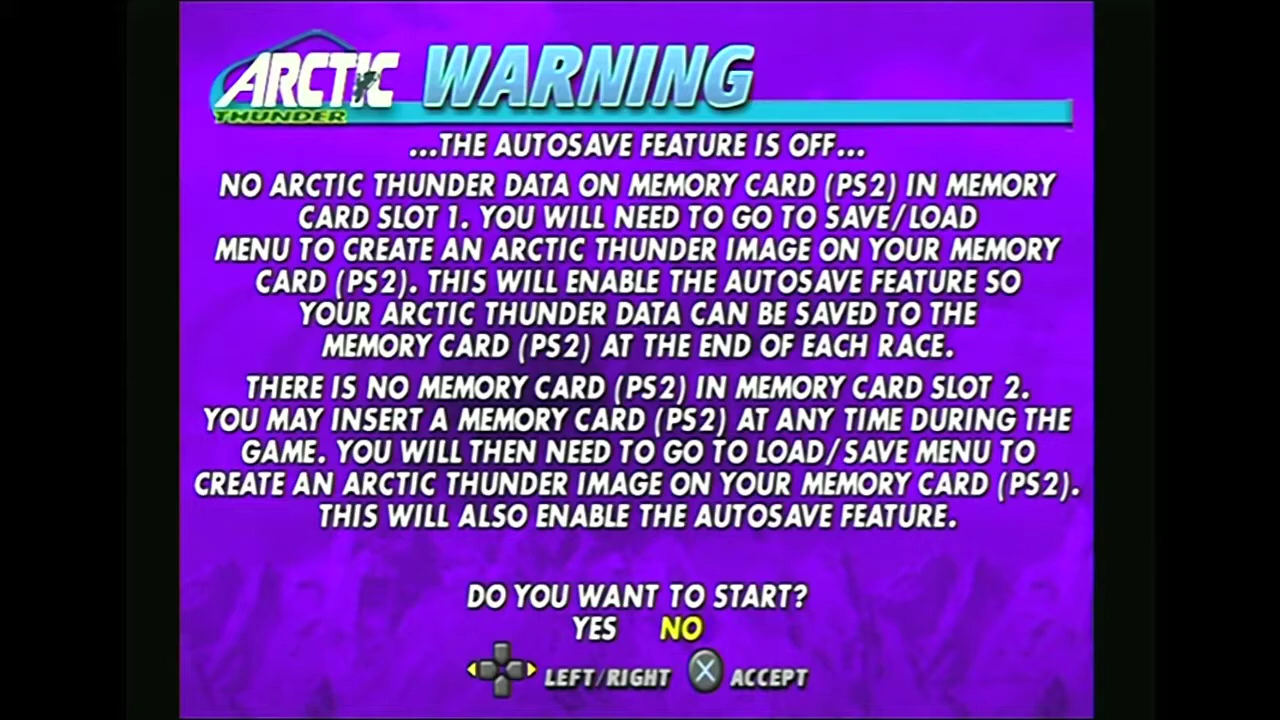 ARCTIC THUNDER WARNING
...THE AUTOSAVE FEATURE IS OFF...
NO ARCTIC THUNDER DATA ON MEMORY CARD (PS2) IN MEMORY
CARD SLOT 1. YOU WILL NEED TO GO TO SAVE/LOAD
MENU TO CREATE AN ARCTIC THUNDER IMAGE ON YOUR MEMORY
CARD (PS2). THIS WILL ENABLE THE AUTOSAVE FEATURE SO
YOUR ARCTIC THUNDER DATA CAN BE SAVED TO THE
MEMORY CARD (PS2) AT THE END OF EACH RACE.
THERE IS NO MEMORY CARD (PS2) IN MEMORY CARD SLOT 2.
YOU MAY INSERT A MEMORY CARD (PS2) AT ANY TIME DURING THE
GAME. YOU WILL THEN NEED TO GO TO LOAD/SAVE MENU TO
CREATE AN ARCTIC THUNDER IMAGE ON YOUR MEMORY CARD (PS2).
THIS WILL ALSO ENABLE THE AUTOSAVE FEATURE.
DO YOU WANT TO START?
YES NO
LEFT/RIGHT X ACCEPT